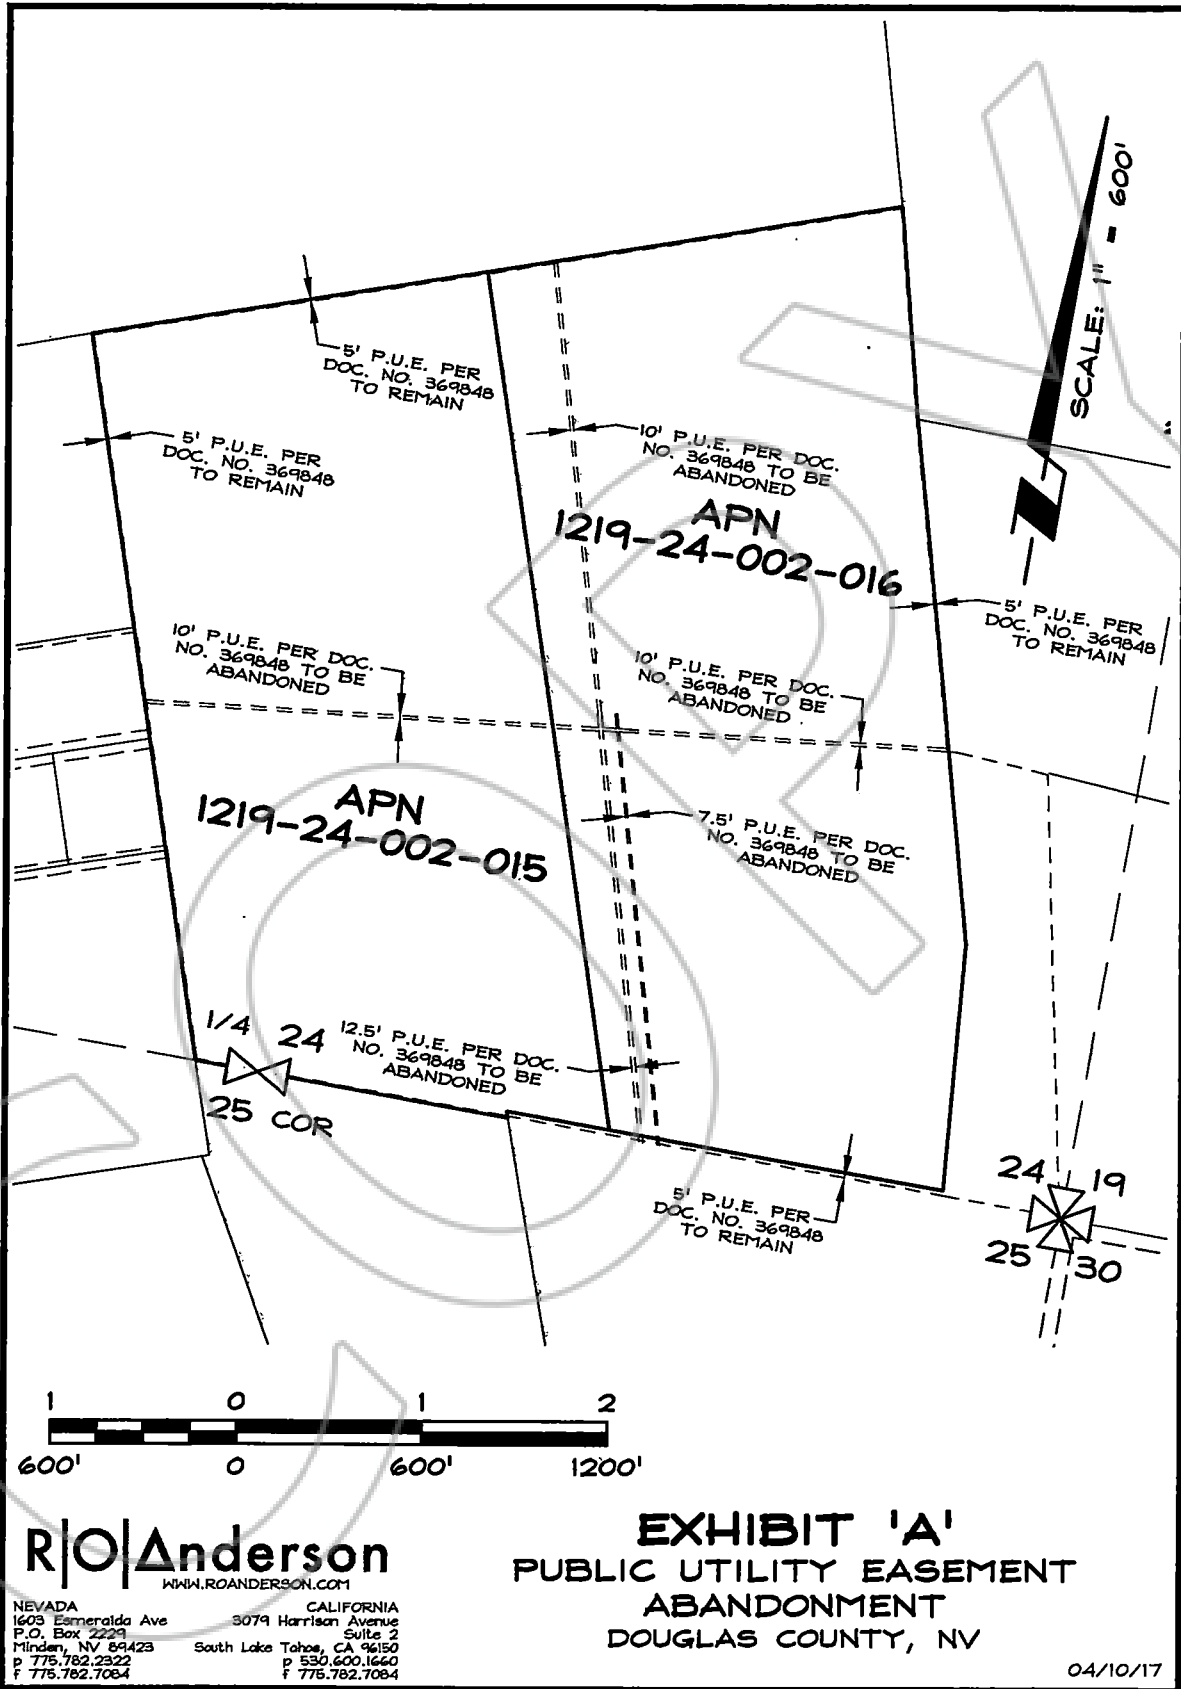 SCALE: 1" = 600'
5' P.U.E. PER
DOC. NO. 369848
TO REMAIN
5' P.U.E. PER
DOC. NO. 369848
TO REMAIN
10' P.U.E. PER DOC.
NO. 369848 TO BE
ABANDONED
APN
1219-24-002-016
5' P.U.E. PER
DOC. NO. 369848
TO REMAIN
10' P.U.E. PER DOC.
NO. 369848 TO BE
ABANDONED
10' P.U.E. PER DOC.
NO. 369848 TO BE
ABANDONED
APN
1219-24-002-015
7.5' P.U.E. PER DOC.
NO. 369848 TO BE
ABANDONED
1/4 24
25 COR
12.5' P.U.E. PER DOC.
NO. 369848 TO BE
ABANDONED
5' P.U.E. PER
DOC. NO. 369848
TO REMAIN
24 19
25 30
1 0 1 2
600' 0 600' 1200'
R|O|Anderson
WWW.ROANDERSON.COM
NEVADA
1603 Esmeralda Ave
P.O. Box 2229
Minden, NV 89423
p 775.782.2322
f 775.782.7084
CALIFORNIA
3079 Harrison Avenue
Suite 2
South Lake Tahoe, CA 96150
p 530.600.1660
f 775.782.7084
EXHIBIT 'A'
PUBLIC UTILITY EASEMENT
ABANDONMENT
DOUGLAS COUNTY, NV
04/10/17